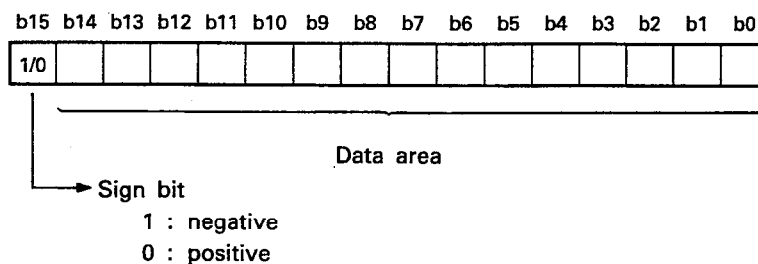 b15 b14 b13 b12 b11 b10 b9 b8 b7 b6 b5 b4 b3 b2 b1 b0
1/0
Data area
Sign bit
1 : negative
0 : positive